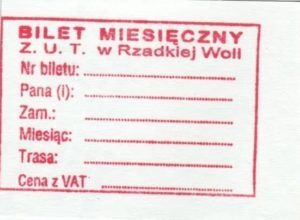 BILET MIESIĘCZNY
Z. U. T. w Rzadkiej Woli
Nr biletu:
Pana (i):
Zam.:
Miesiąc:
Trasa:
Cena z VAT